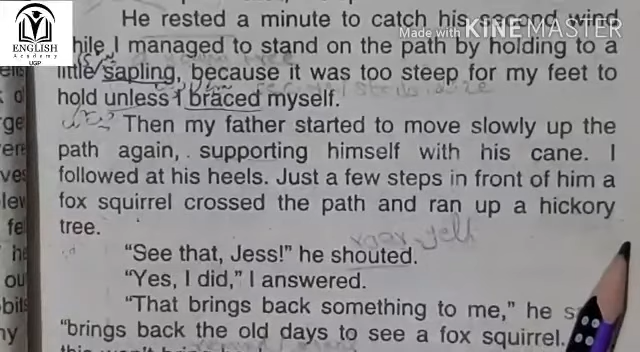 ENGLISH
Academy
UGP
Made with KINEMASTER
He rested a minute to catch his second wind
while I managed to stand on the path by holding to a
little sapling, because it was too steep for my feet to
hold unless I braced myself.
Then my father started to move slowly up the
path again, supporting himself with his cane. I
followed at his heels. Just a few steps in front of him a
fox squirrel crossed the path and ran up a hickory
tree.
roar yell
"See that, Jess!" he shouted.
"Yes, I did," I answered.
"That brings back something to me," he
"brings back the old days to see a fox squirrel.